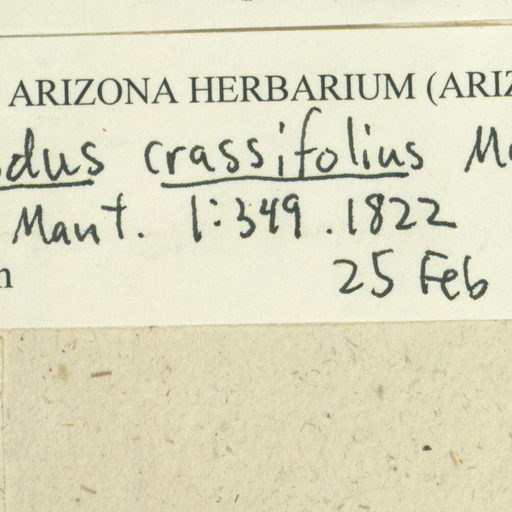 ARIZONA HERBARIUM (ARIZ
dus crassifolius M
Mant. 1:349.1822
n
25 Feb